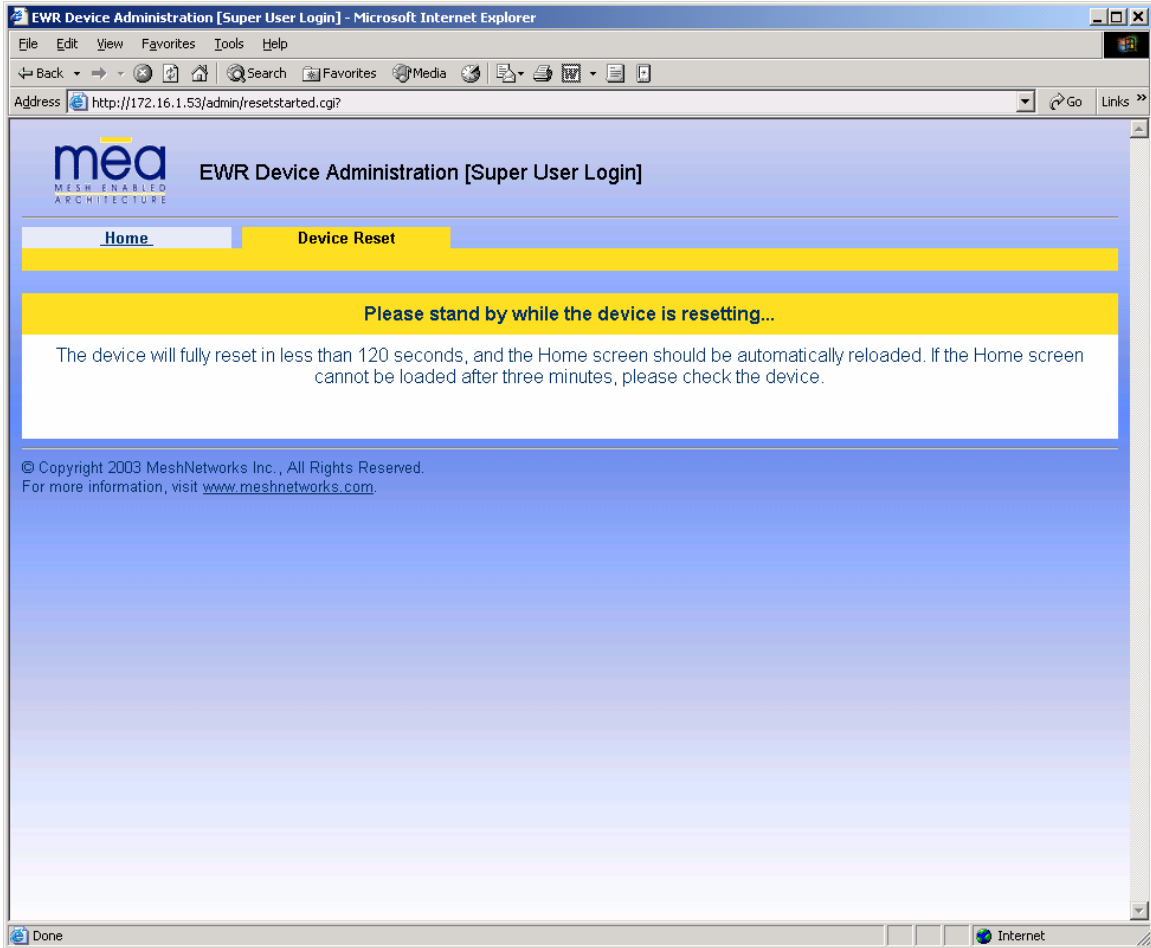 EWR Device Administration [Super User Login] - Microsoft Internet Explorer
File Edit View Favorites Tools Help
Back Search Favorites Media
Address http://172.16.1.53/admin/resetstarted.cgi? Go Links »
mea
MESH ENABLED
ARCHITECTURE
EWR Device Administration [Super User Login]
Home Device Reset
Please stand by while the device is resetting...
The device will fully reset in less than 120 seconds, and the Home screen should be automatically reloaded. If the Home screen
cannot be loaded after three minutes, please check the device.
© Copyright 2003 MeshNetworks Inc., All Rights Reserved.
For more information, visit www.meshnetworks.com.
Done Internet